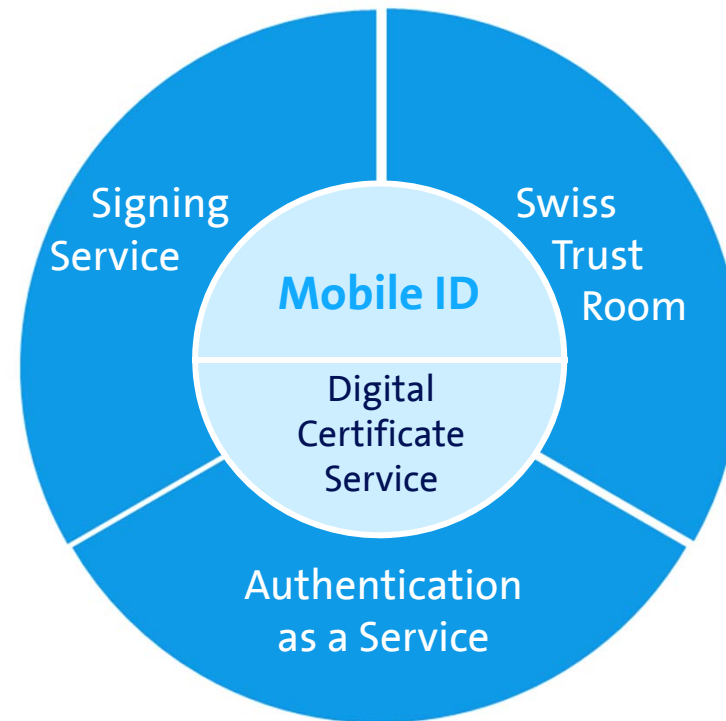 Signing
Service
Swiss
Trust
Room
Mobile ID
Digital
Certificate
Service
Authentication
as a Service